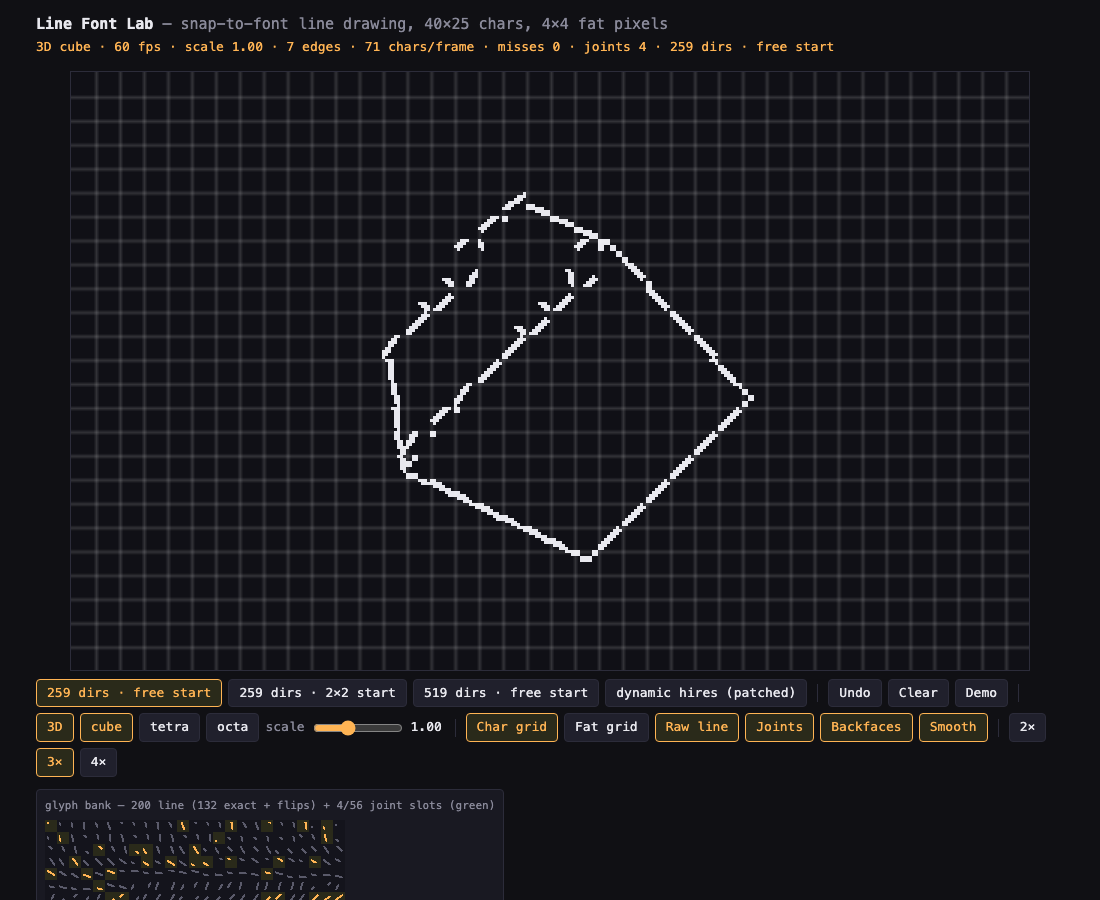 Line Font Lab — snap-to-font line drawing, 40×25 chars, 4×4 fat pixels
3D cube · 60 fps · scale 1.00 · 7 edges · 71 chars/frame · misses 0 · joints 4 · 259 dirs · free start
259 dirs · free start 259 dirs · 2×2 start 519 dirs · free start dynamic hires (patched) Undo Clear Demo
3D cube tetra octa scale 1.00 Char grid Fat grid Raw line Joints Backfaces Smooth 2×
3× 4×
glyph bank — 200 line (132 exact + flips) + 4/56 joint slots (green)